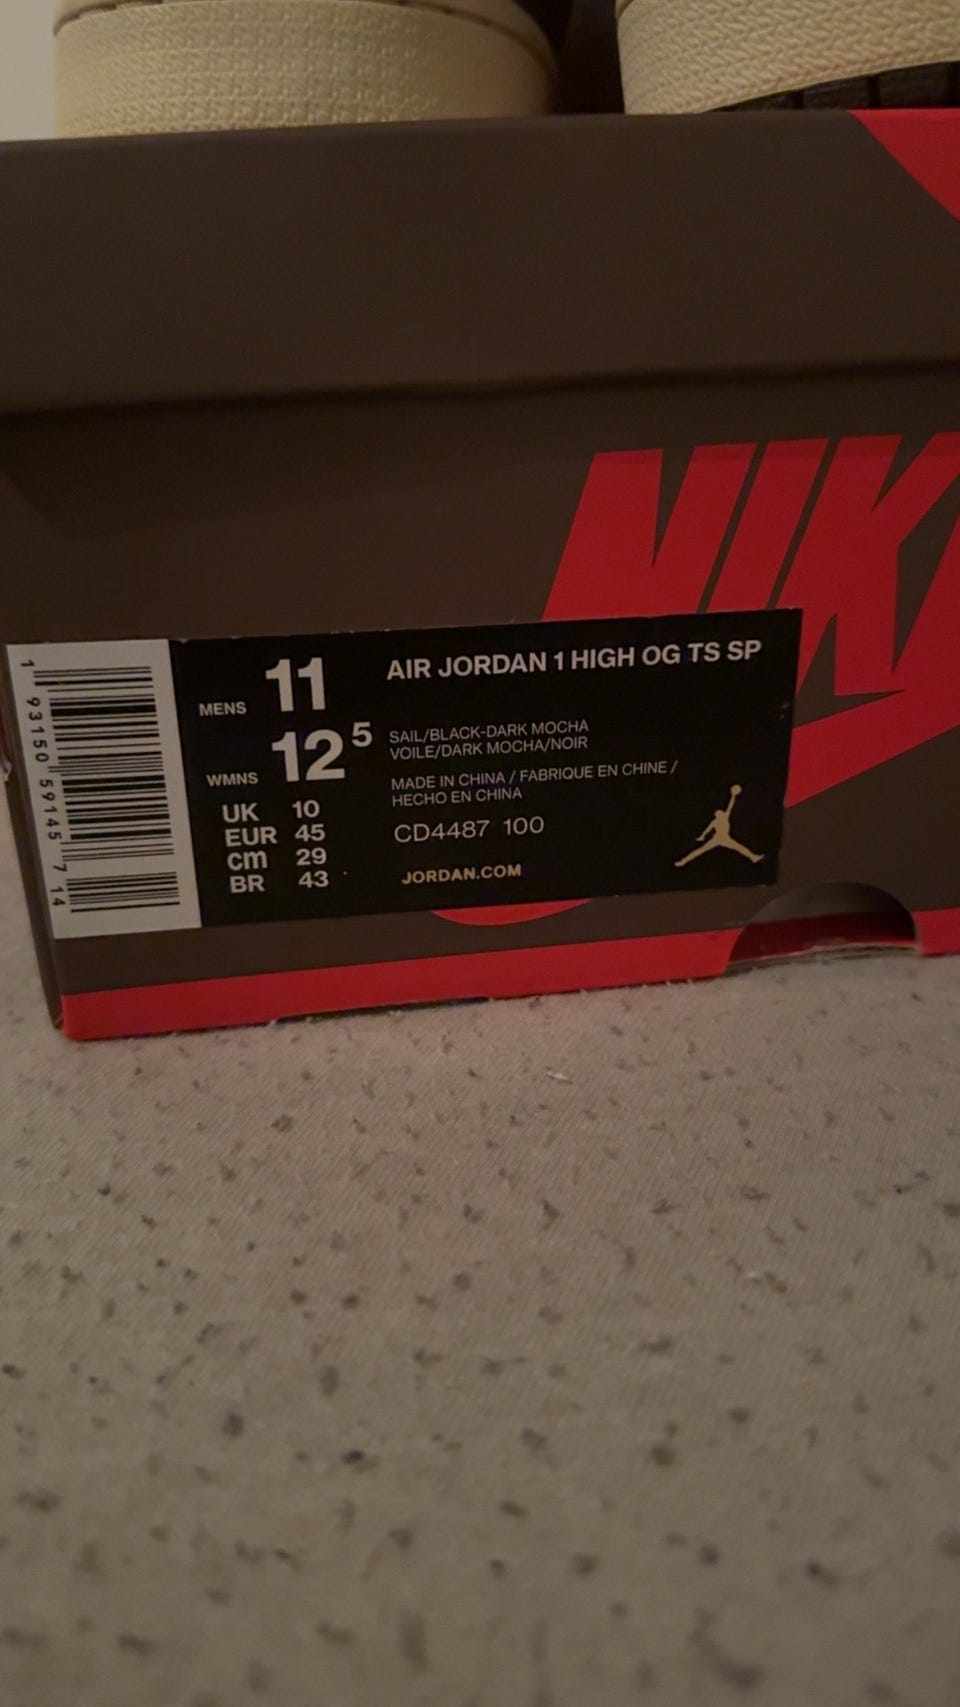 NIK
1 93150 59145 7 14
MENS 11
WMNS 12 5
UK 10
EUR 45
cm 29
BR 43
AIR JORDAN 1 HIGH OG TS SP
SAIL/BLACK-DARK MOCHA
VOILE/DARK MOCHA/NOIR
MADE IN CHINA / FABRIQUE EN CHINE /
HECHO EN CHINA
CD4487 100
JORDAN.COM